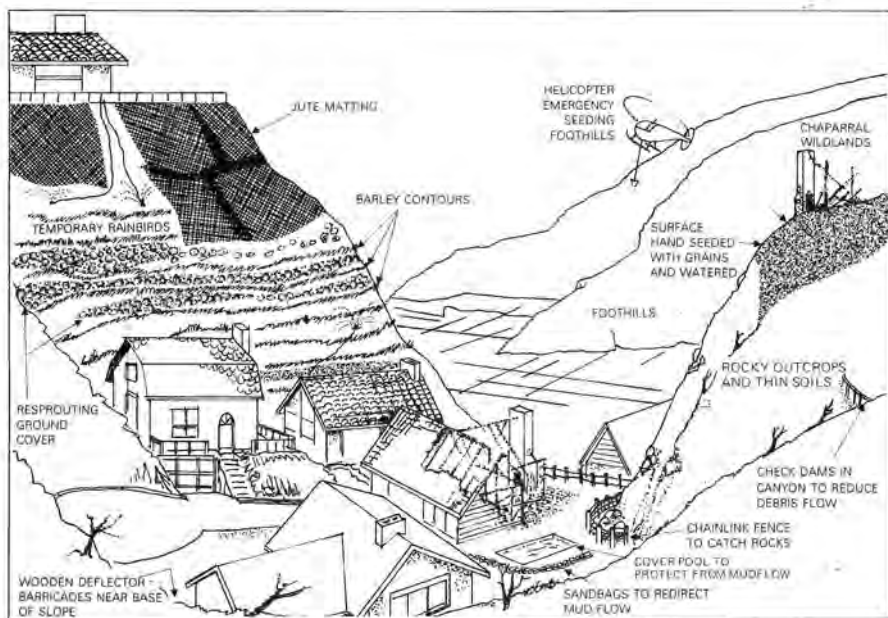 JUTE MATTING
HELICOPTER
EMERGENCY
SEEDING
FOOTHILLS
CHAPARRAL
WILDLANDS
BARLEY CONTOURS
TEMPORARY RAINBIRDS
SURFACE
HAND SEEDED
WITH GRAINS
AND WATERED
FOOTHILLS
ROCKY OUTCROPS
AND THIN SOILS
RESPROUTING
GROUND
COVER
CHECK DAMS IN
CANYON TO REDUCE
DEBRIS FLOW
CHAINLINK FENCE
TO CATCH ROCKS
COVER POOL TO
PROTECT FROM MUDFLOW
WOODEN DEFLECTOR
BARRICADES NEAR BASE
OF SLOPE
SANDBAGS TO REDIRECT
MUD FLOW